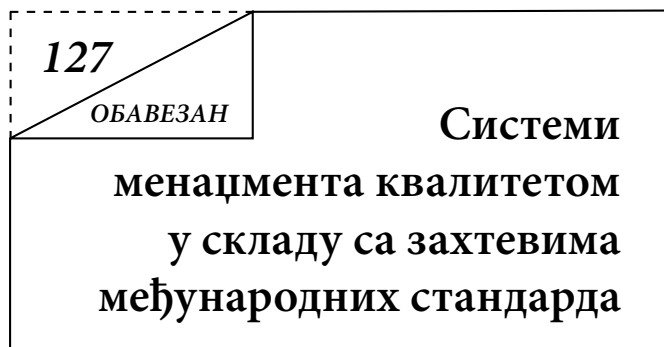 127
ОБАВЕЗАН
Системи
менаџмента квалитетом
у складу са захтевима
међународних стандарда